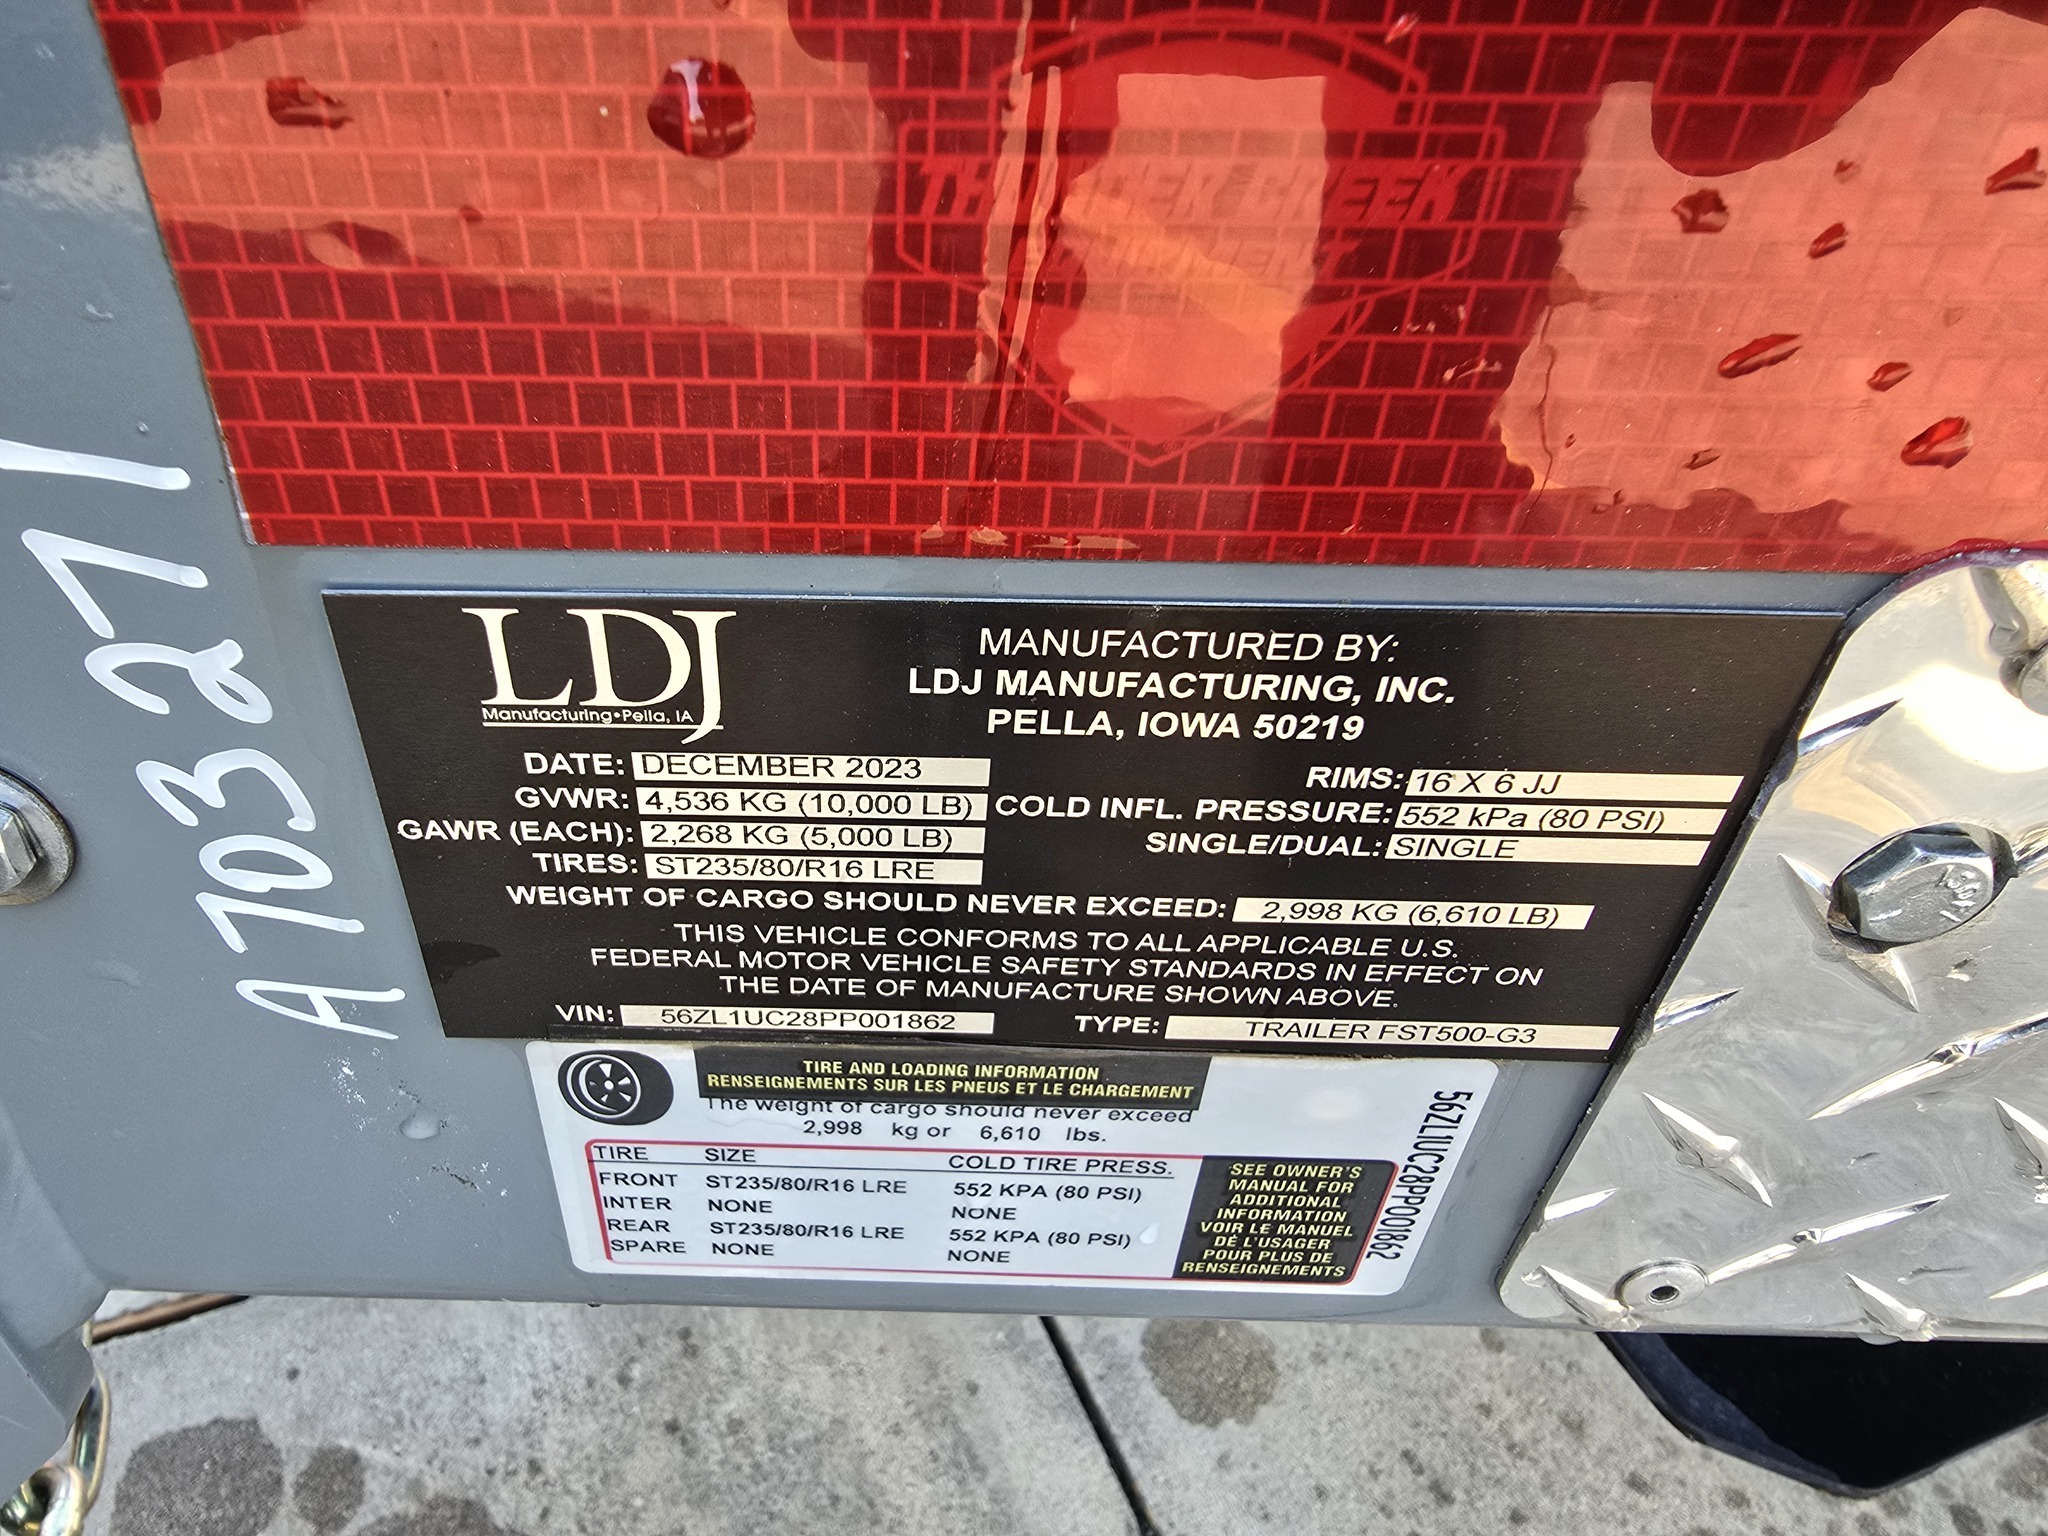 THUNDER CREEK
EQUIPMENT
A70327 /
LDJ
Manufacturing•Pella, IA
MANUFACTURED BY:
LDJ MANUFACTURING, INC.
PELLA, IOWA 50219
DATE: DECEMBER 2023
GVWR: 4,536 KG (10,000 LB)
GAWR (EACH): 2,268 KG (5,000 LB)
TIRES: ST235/80/R16 LRE
RIMS: 16 X 6 JJ
COLD INFL. PRESSURE: 552 kPa (80 PSI)
SINGLE/DUAL: SINGLE
WEIGHT OF CARGO SHOULD NEVER EXCEED: 2,998 KG (6,610 LB)
THIS VEHICLE CONFORMS TO ALL APPLICABLE U.S.
FEDERAL MOTOR VEHICLE SAFETY STANDARDS IN EFFECT ON
THE DATE OF MANUFACTURE SHOWN ABOVE.
VIN: 56ZL1UC28PP001862 TYPE: TRAILER FST500-G3
TIRE AND LOADING INFORMATION
RENSEIGNEMENTS SUR LES PNEUS ET LE CHARGEMENT
The weight of cargo should never exceed
2,998 kg or 6,610 lbs.
TIRE SIZE COLD TIRE PRESS.
FRONT ST235/80/R16 LRE 552 KPA (80 PSI)
INTER NONE NONE
REAR ST235/80/R16 LRE 552 KPA (80 PSI)
SPARE NONE NONE
SEE OWNER'S
MANUAL FOR
ADDITIONAL
INFORMATION
VOIR LE MANUEL
DE L'USAGER
POUR PLUS DE
RENSEIGNEMENTS
56ZL1UC28PP001862